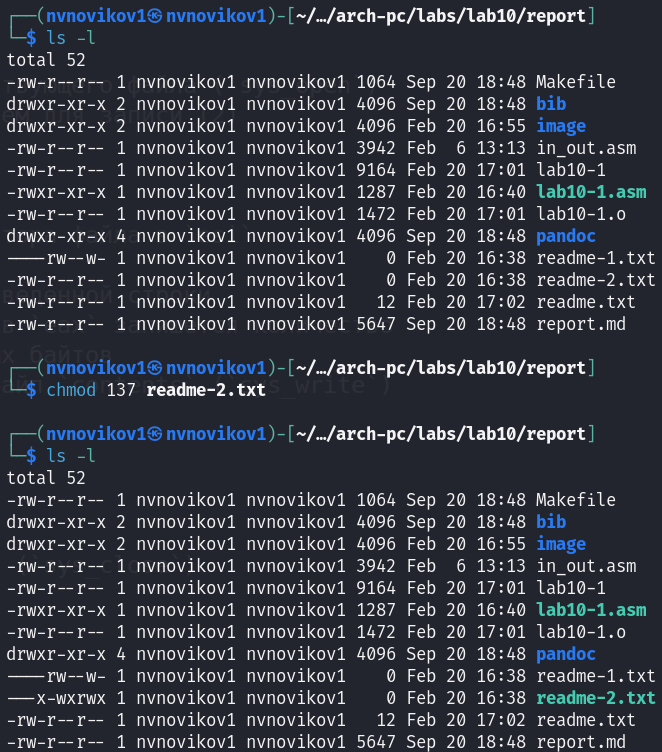 ┌──(nvnovikov1㉿nvnovikov1)-[~/…/arch-pc/labs/lab10/report]
└─$ ls -l
total 52
-rw-r--r-- 1 nvnovikov1 nvnovikov1 1064 Sep 20 18:48 Makefile
drwxr-xr-x 2 nvnovikov1 nvnovikov1 4096 Sep 20 18:48 bib
drwxr-xr-x 2 nvnovikov1 nvnovikov1 4096 Feb 20 16:55 image
-rw-r--r-- 1 nvnovikov1 nvnovikov1 3942 Feb  6 13:13 in_out.asm
-rw-r--r-- 1 nvnovikov1 nvnovikov1 9164 Feb 20 17:01 lab10-1
-rwxr-xr-x 1 nvnovikov1 nvnovikov1 1287 Feb 20 16:40 lab10-1.asm
-rw-r--r-- 1 nvnovikov1 nvnovikov1 1472 Feb 20 17:01 lab10-1.o
drwxr-xr-x 4 nvnovikov1 nvnovikov1 4096 Sep 20 18:48 pandoc
----rw--w- 1 nvnovikov1 nvnovikov1    0 Feb 20 16:38 readme-1.txt
-rw-r--r-- 1 nvnovikov1 nvnovikov1    0 Feb 20 16:38 readme-2.txt
-rw-r--r-- 1 nvnovikov1 nvnovikov1   12 Feb 20 17:02 readme.txt
-rw-r--r-- 1 nvnovikov1 nvnovikov1 5647 Sep 20 18:48 report.md
┌──(nvnovikov1㉿nvnovikov1)-[~/…/arch-pc/labs/lab10/report]
└─$ chmod 137 readme-2.txt
┌──(nvnovikov1㉿nvnovikov1)-[~/…/arch-pc/labs/lab10/report]
└─$ ls -l
total 52
-rw-r--r-- 1 nvnovikov1 nvnovikov1 1064 Sep 20 18:48 Makefile
drwxr-xr-x 2 nvnovikov1 nvnovikov1 4096 Sep 20 18:48 bib
drwxr-xr-x 2 nvnovikov1 nvnovikov1 4096 Feb 20 16:55 image
-rw-r--r-- 1 nvnovikov1 nvnovikov1 3942 Feb  6 13:13 in_out.asm
-rw-r--r-- 1 nvnovikov1 nvnovikov1 9164 Feb 20 17:01 lab10-1
-rwxr-xr-x 1 nvnovikov1 nvnovikov1 1287 Feb 20 16:40 lab10-1.asm
-rw-r--r-- 1 nvnovikov1 nvnovikov1 1472 Feb 20 17:01 lab10-1.o
drwxr-xr-x 4 nvnovikov1 nvnovikov1 4096 Sep 20 18:48 pandoc
----rw--w- 1 nvnovikov1 nvnovikov1    0 Feb 20 16:38 readme-1.txt
---x-wxrwx 1 nvnovikov1 nvnovikov1    0 Feb 20 16:38 readme-2.txt
-rw-r--r-- 1 nvnovikov1 nvnovikov1   12 Feb 20 17:02 readme.txt
-rw-r--r-- 1 nvnovikov1 nvnovikov1 5647 Sep 20 18:48 report.md